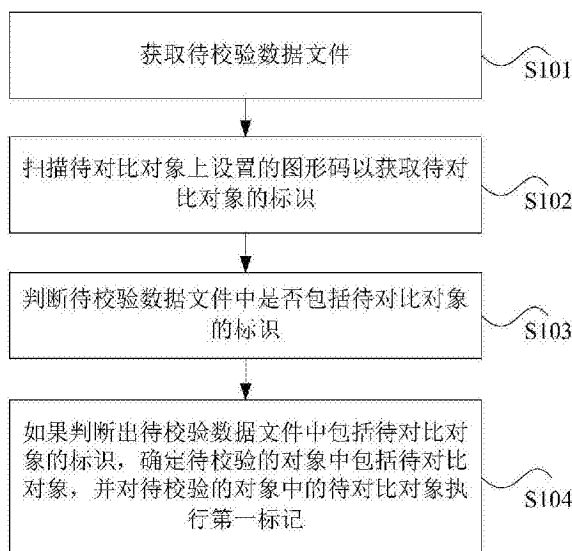 获取待校验数据文件
S101
扫描待对比对象上设置的图形码以获取待对
比对象的标识
S102
判断待校验数据文件中是否包括待对比对象
的标识
S103
如果判断出待校验数据文件中包括待对比对
象的标识，确定待校验的对象中包括待对比
对象，并对待校验的对象中的待对比对象执
行第一标记
S104